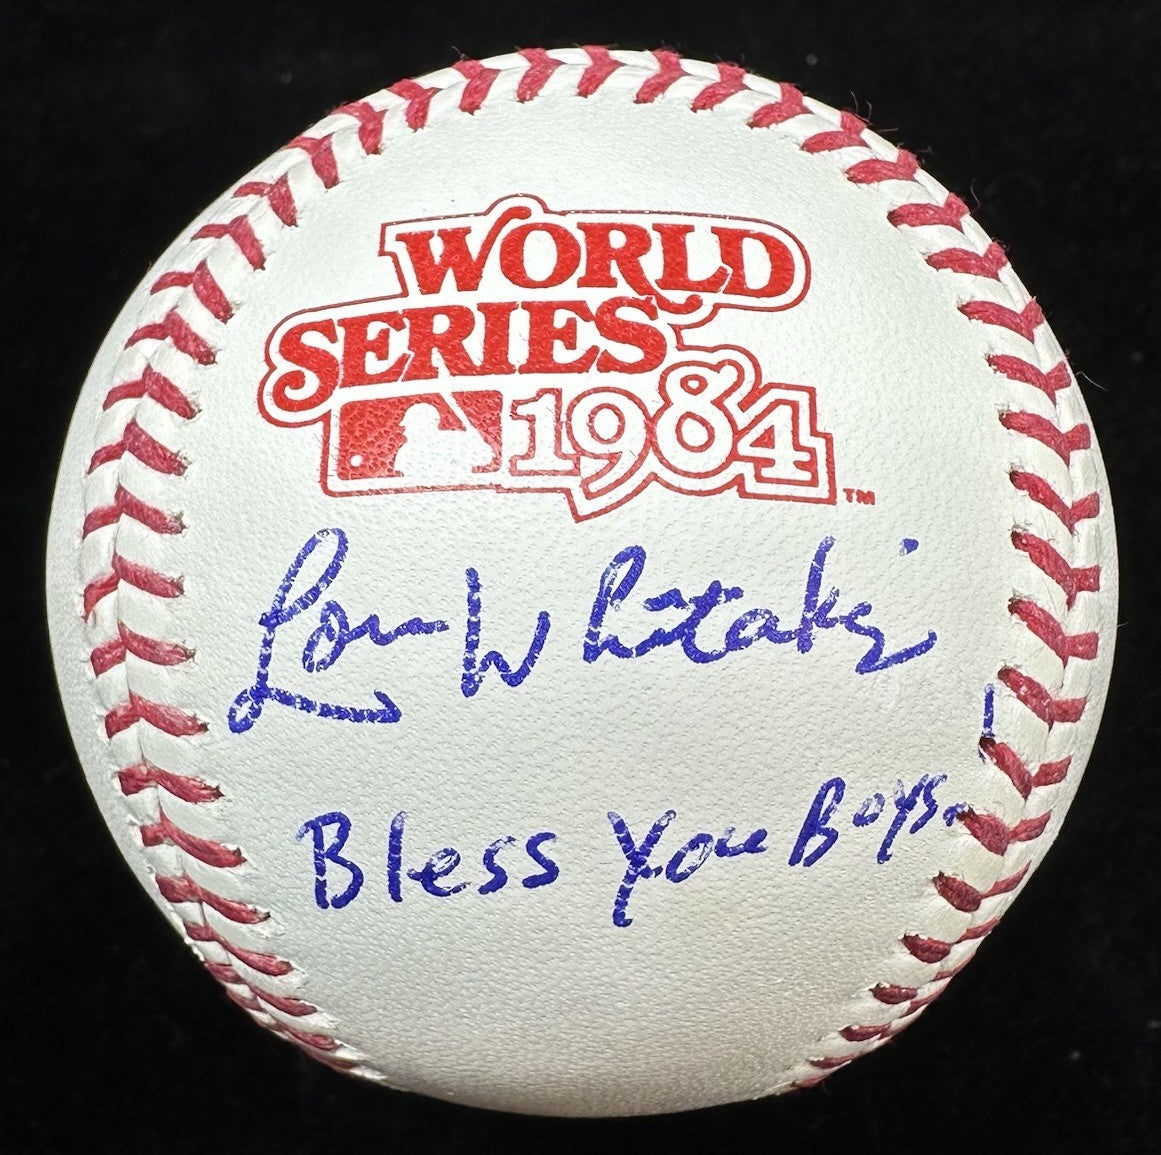 WORLD
SERIES
1984 TM
Lou Whitaker
Bless You Boys!